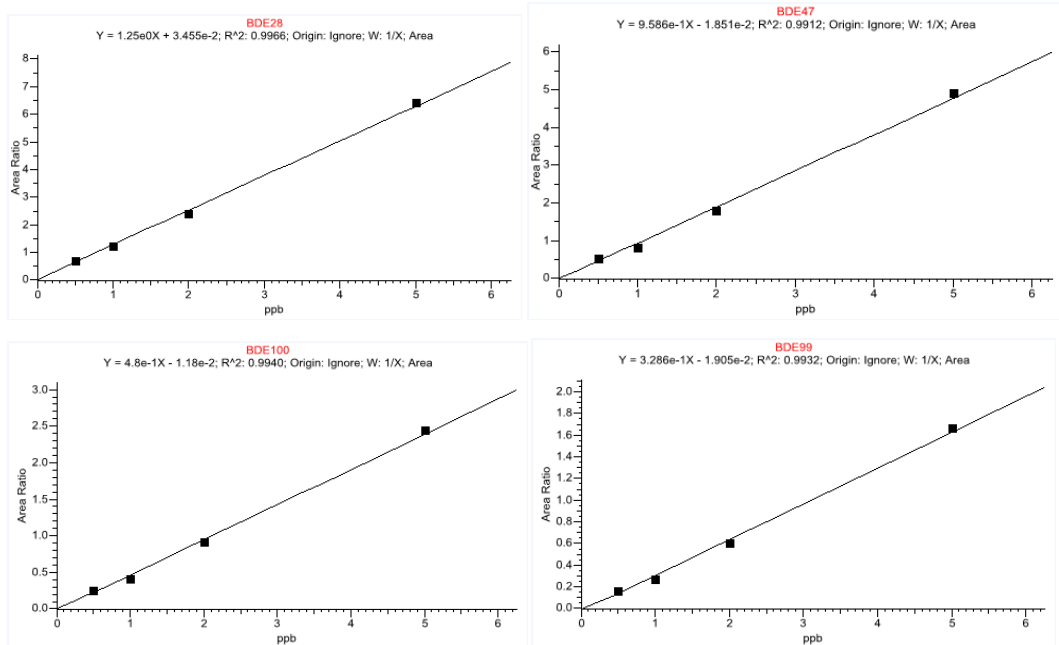 BDE28
Y = 1.25e0X + 3.455e-2; R^2: 0.9966; Origin: Ignore; W: 1/X; Area
8
7
6
5
4
3
2
1
0
Area Ratio
0 1 2 3 4 5 6
ppb
BDE47
Y = 9.586e-1X - 1.851e-2; R^2: 0.9912; Origin: Ignore; W: 1/X; Area
6
5
4
3
2
1
0
Area Ratio
0 1 2 3 4 5 6
ppb
BDE100
Y = 4.8e-1X - 1.18e-2; R^2: 0.9940; Origin: Ignore; W: 1/X; Area
3.0
2.5
2.0
1.5
1.0
0.5
0.0
Area Ratio
0 1 2 3 4 5 6
ppb
BDE99
Y = 3.286e-1X - 1.905e-2; R^2: 0.9932; Origin: Ignore; W: 1/X; Area
2.0
1.8
1.6
1.4
1.2
1.0
0.8
0.6
0.4
0.2
0.0
Area Ratio
0 1 2 3 4 5 6
ppb